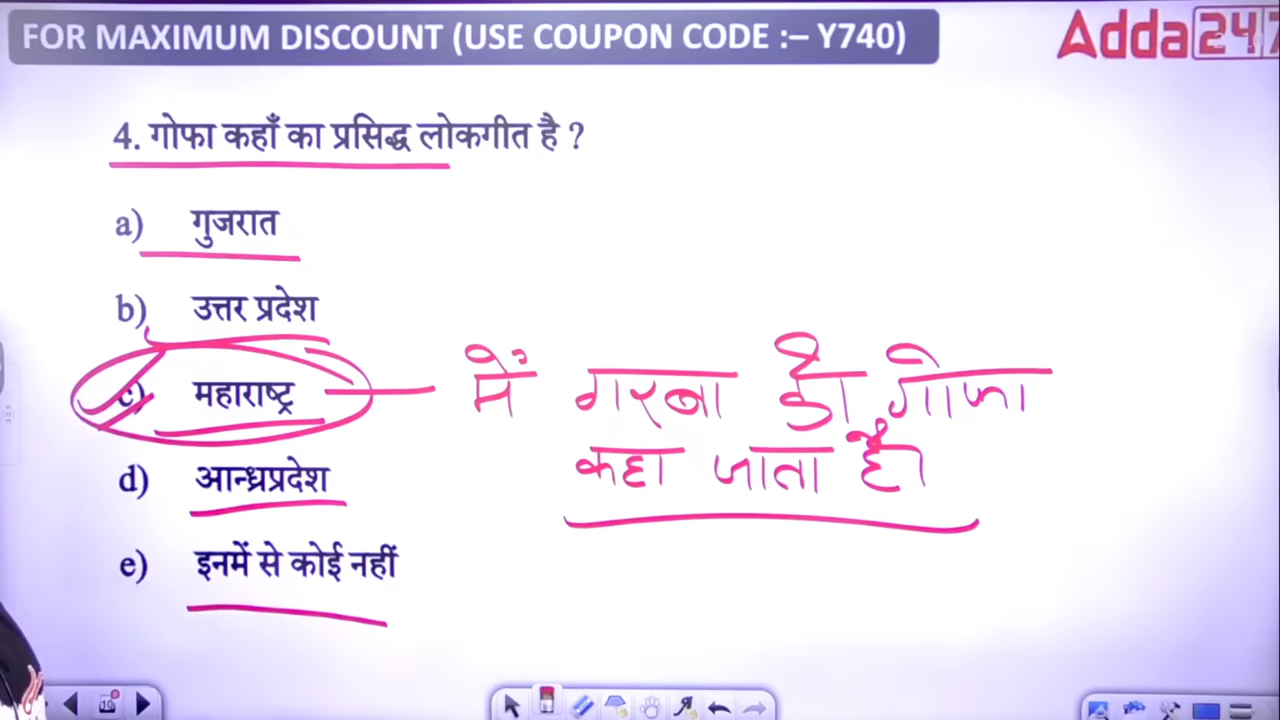 FOR MAXIMUM DISCOUNT (USE COUPON CODE :– Y740)
Adda247
4. गोफा कहाँ का प्रसिद्ध लोकगीत है ?
a) गुजरात
b) उत्तर प्रदेश
c) महाराष्ट्र
में गरबा को गोफा
कहा जाता है।
d) आन्ध्रप्रदेश
e) इनमें से कोई नहीं